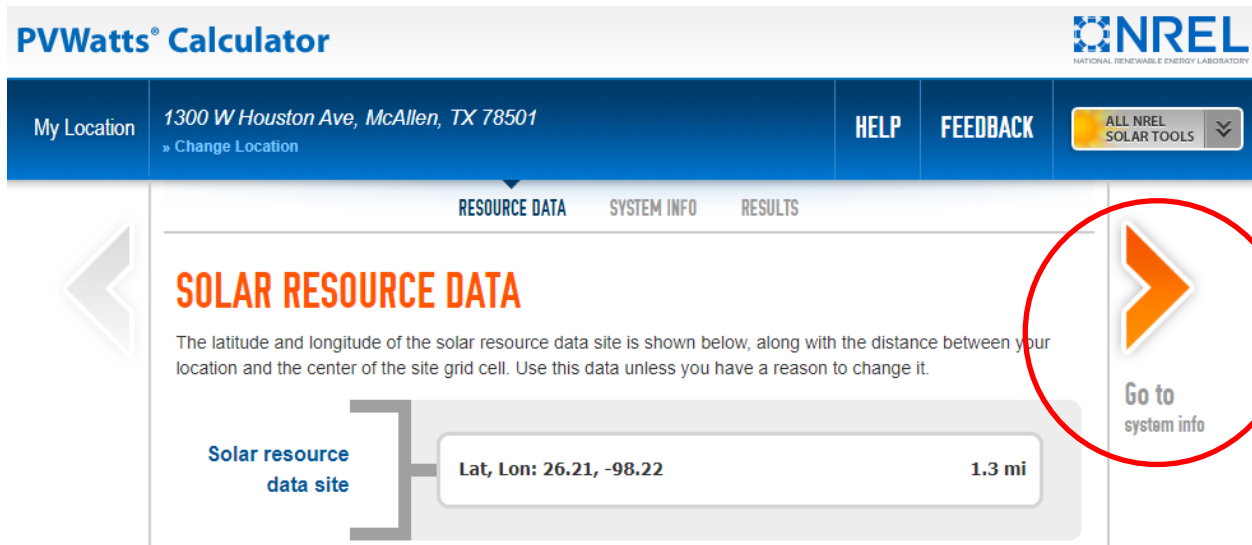 PVWatts® Calculator
NREL
NATIONAL RENEWABLE ENERGY LABORATORY
My Location
1300 W Houston Ave, McAllen, TX 78501
» Change Location
HELP
FEEDBACK
ALL NREL
SOLAR TOOLS
RESOURCE DATA SYSTEM INFO RESULTS
SOLAR RESOURCE DATA
The latitude and longitude of the solar resource data site is shown below, along with the distance between your
location and the center of the site grid cell. Use this data unless you have a reason to change it.
Go to
system info
Solar resource
data site
Lat, Lon: 26.21, -98.22 1.3 mi